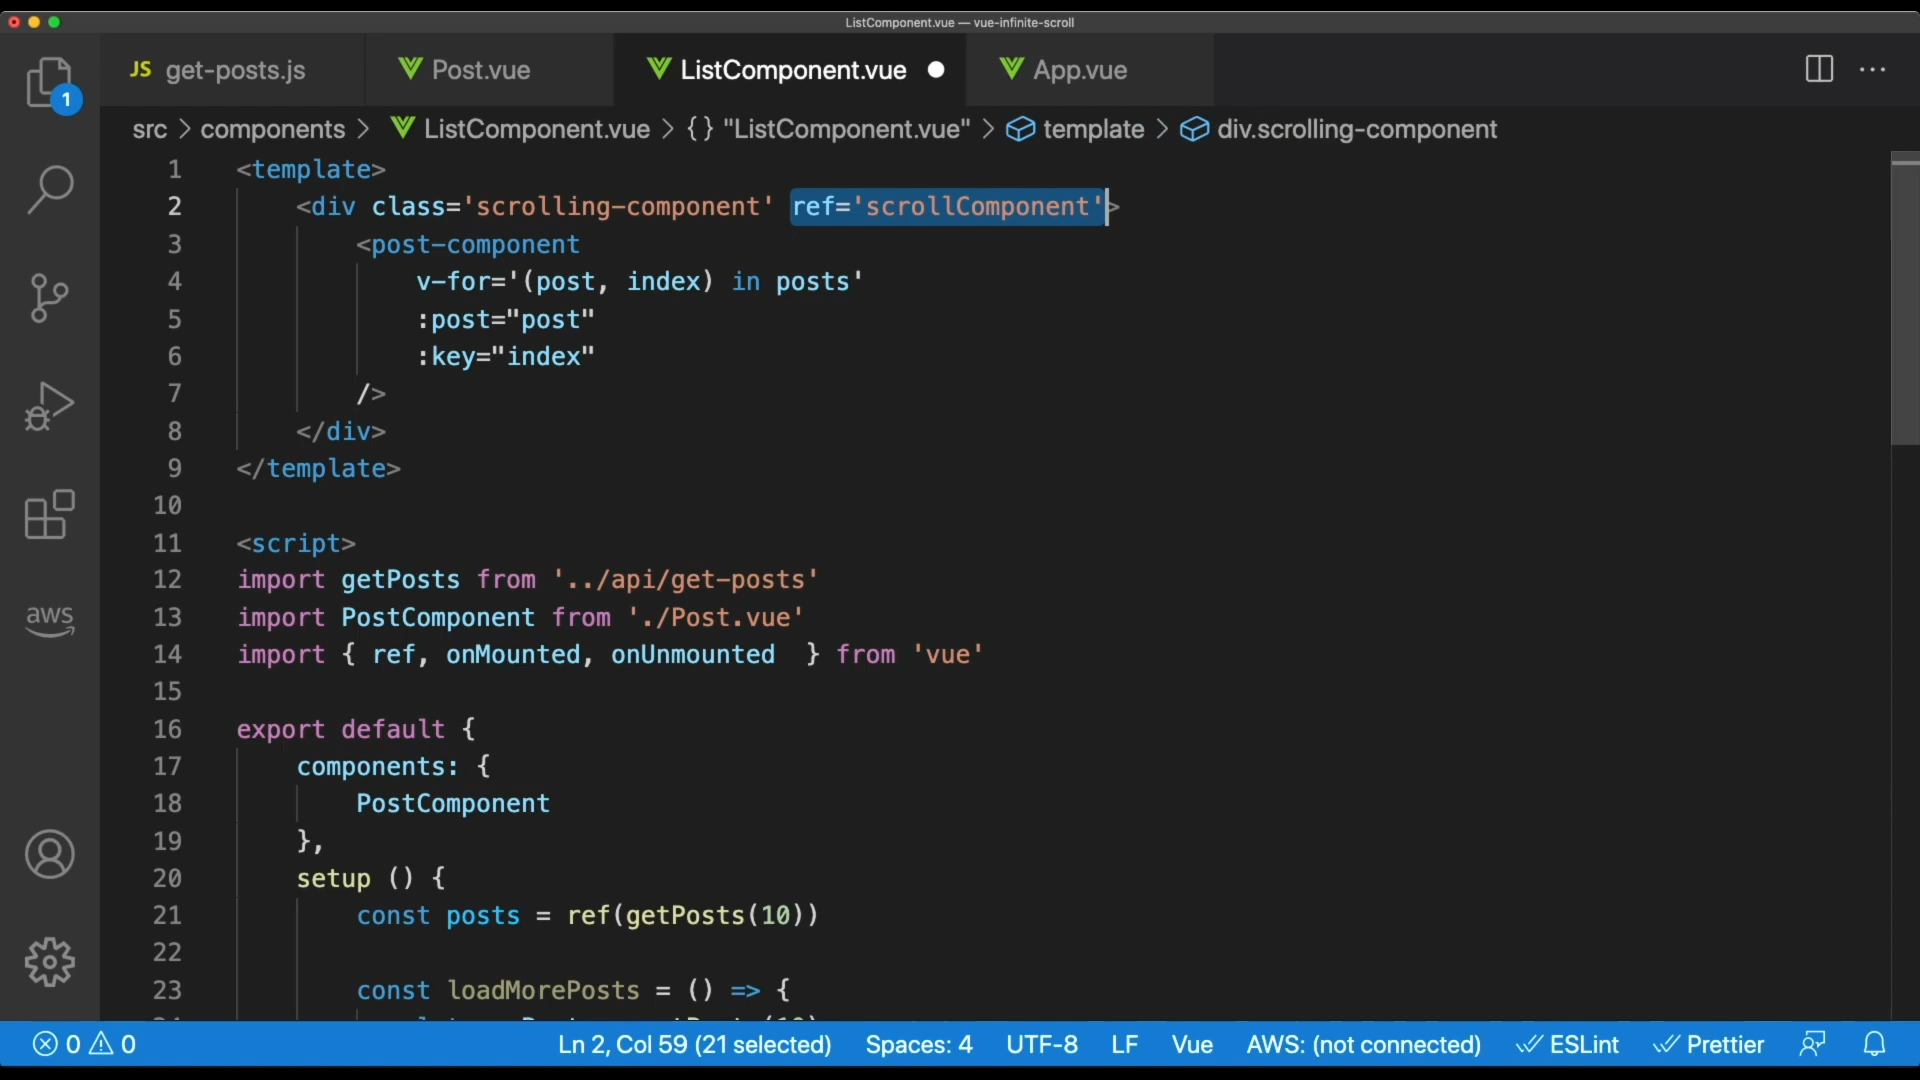 ListComponent.vue — vue-infinite-scroll
JS get-posts.js Post.vue ListComponent.vue App.vue
1
src > components > ListComponent.vue > {} "ListComponent.vue" > template > div.scrolling-component
1 <template>
2 <div class='scrolling-component' ref='scrollComponent'>
3 <post-component
4 v-for='(post, index) in posts'
5 :post="post"
6 :key="index"
7 />
8 </div>
9 </template>
10
11 <script>
12 import getPosts from '../api/get-posts'
13 import PostComponent from './Post.vue'
14 import { ref, onMounted, onUnmounted } from 'vue'
15
16 export default {
17 components: {
18 PostComponent
19 },
20 setup () {
21 const posts = ref(getPosts(10))
22
23 const loadMorePosts = () => {
aws
0 0 Ln 2, Col 59 (21 selected) Spaces: 4 UTF-8 LF Vue AWS: (not connected) ESLint Prettier